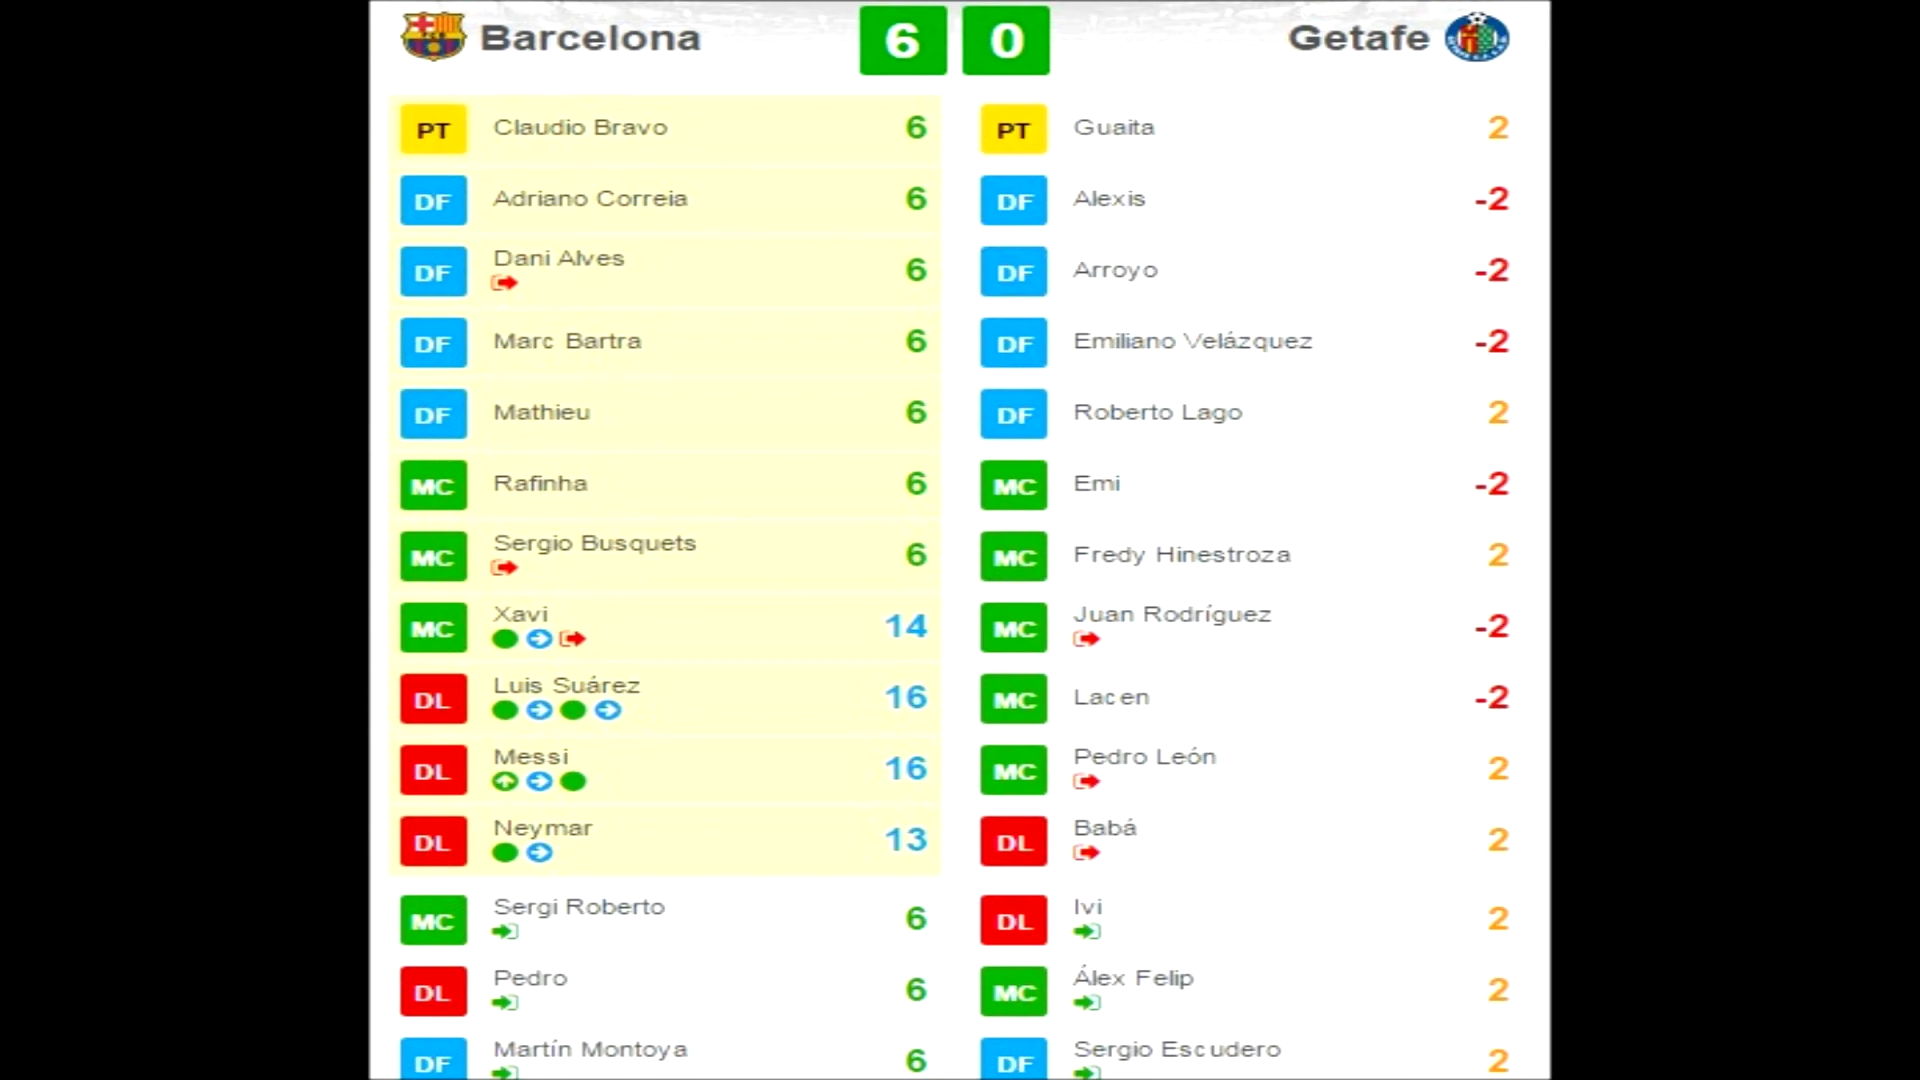 Barcelona 6 0 Getafe
PT Claudio Bravo 6 PT Guaita 2
DF Adriano Correia 6 DF Alexis -2
DF Dani Alves 6 DF Arroyo -2
DF Marc Bartra 6 DF Emiliano Velázquez -2
DF Mathieu 6 DF Roberto Lago 2
MC Rafinha 6 MC Emi -2
MC Sergio Busquets 6 MC Fredy Hinestroza 2
MC Xavi 14 MC Juan Rodríguez -2
DL Luis Suárez 16 MC Lacen -2
DL Messi 16 MC Pedro León 2
DL Neymar 13 DL Babá 2
MC Sergi Roberto 6 DL Ivi 2
DL Pedro 6 MC Álex Felip 2
DF Martín Montoya 6 DF Sergio Escudero 2